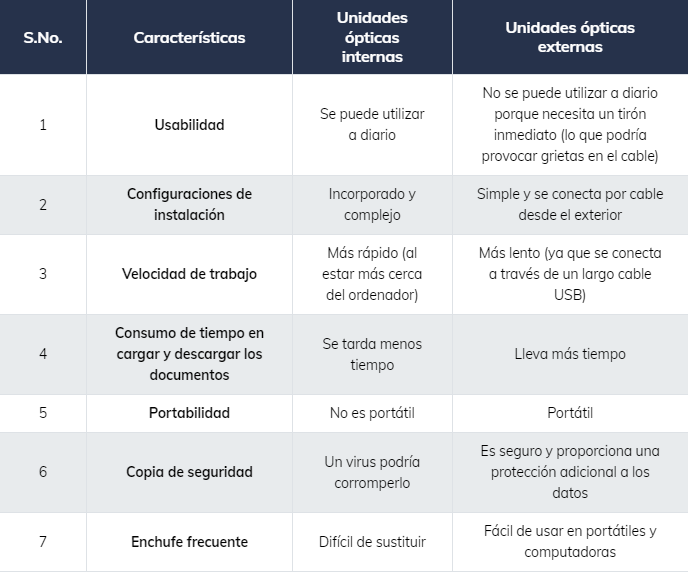 S.No.
Características
Unidades
ópticas
internas
Unidades ópticas
externas
1
Usabilidad
Se puede utilizar
a diario
No se puede utilizar a diario
porque necesita un tirón
inmediato (lo que podría
provocar grietas en el cable)
2
Configuraciones de
instalación
Incorporado y
complejo
Simple y se conecta por cable
desde el exterior
3
Velocidad de trabajo
Más rápido (al
estar más cerca
del ordenador)
Más lento (ya que se conecta
a través de un largo cable
USB)
4
Consumo de tiempo en
cargar y descargar los
documentos
Se tarda menos
tiempo
Lleva más tiempo
5
Portabilidad
No es portátil
Portátil
6
Copia de seguridad
Un virus podría
corromperlo
Es seguro y proporciona una
protección adicional a los
datos
7
Enchufe frecuente
Difícil de sustituir
Fácil de usar en portátiles y
computadoras